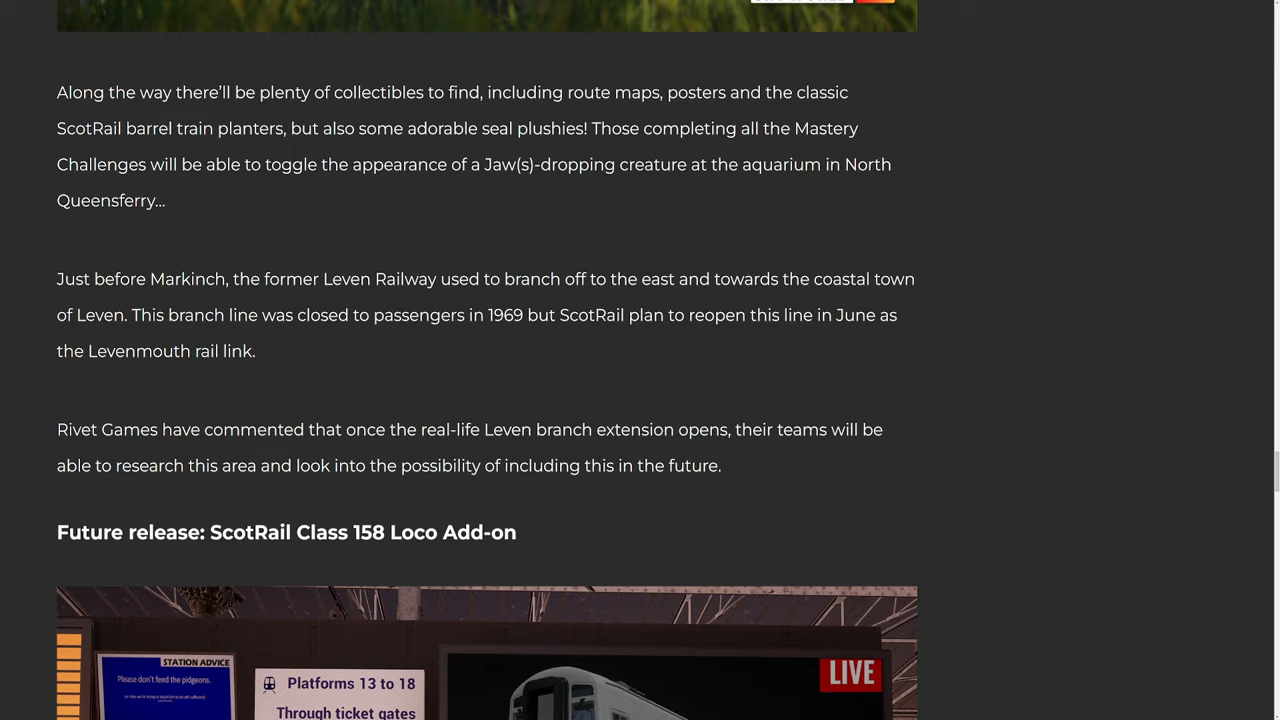 Along the way there’ll be plenty of collectibles to find, including route maps, posters and the classic
ScotRail barrel train planters, but also some adorable seal plushies! Those completing all the Mastery
Challenges will be able to toggle the appearance of a Jaw(s)-dropping creature at the aquarium in North
Queensferry…
Just before Markinch, the former Leven Railway used to branch off to the east and towards the coastal town
of Leven. This branch line was closed to passengers in 1969 but ScotRail plan to reopen this line in June as
the Levenmouth rail link.
Rivet Games have commented that once the real-life Leven branch extension opens, their teams will be
able to research this area and look into the possibility of including this in the future.
Future release: ScotRail Class 158 Loco Add-on
STATION ADVICE
Please don't feed the pidgeons.
Platforms 13 to 18
Through ticket gates
LIVE